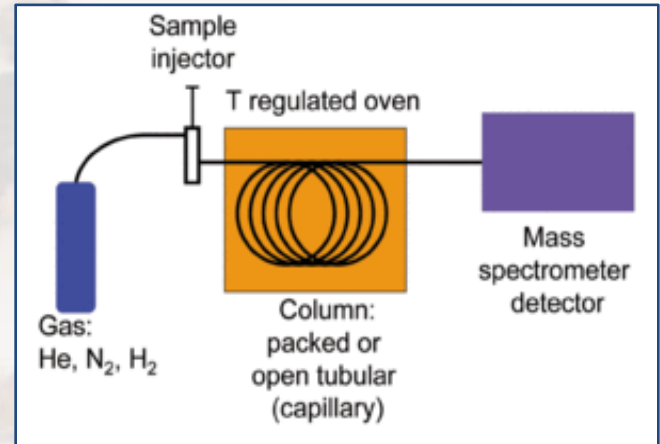 Sample
injector
T regulated oven
Mass
spectrometer
detector
Gas:
He, N₂, H₂
Column:
packed or
open tubular
(capillary)